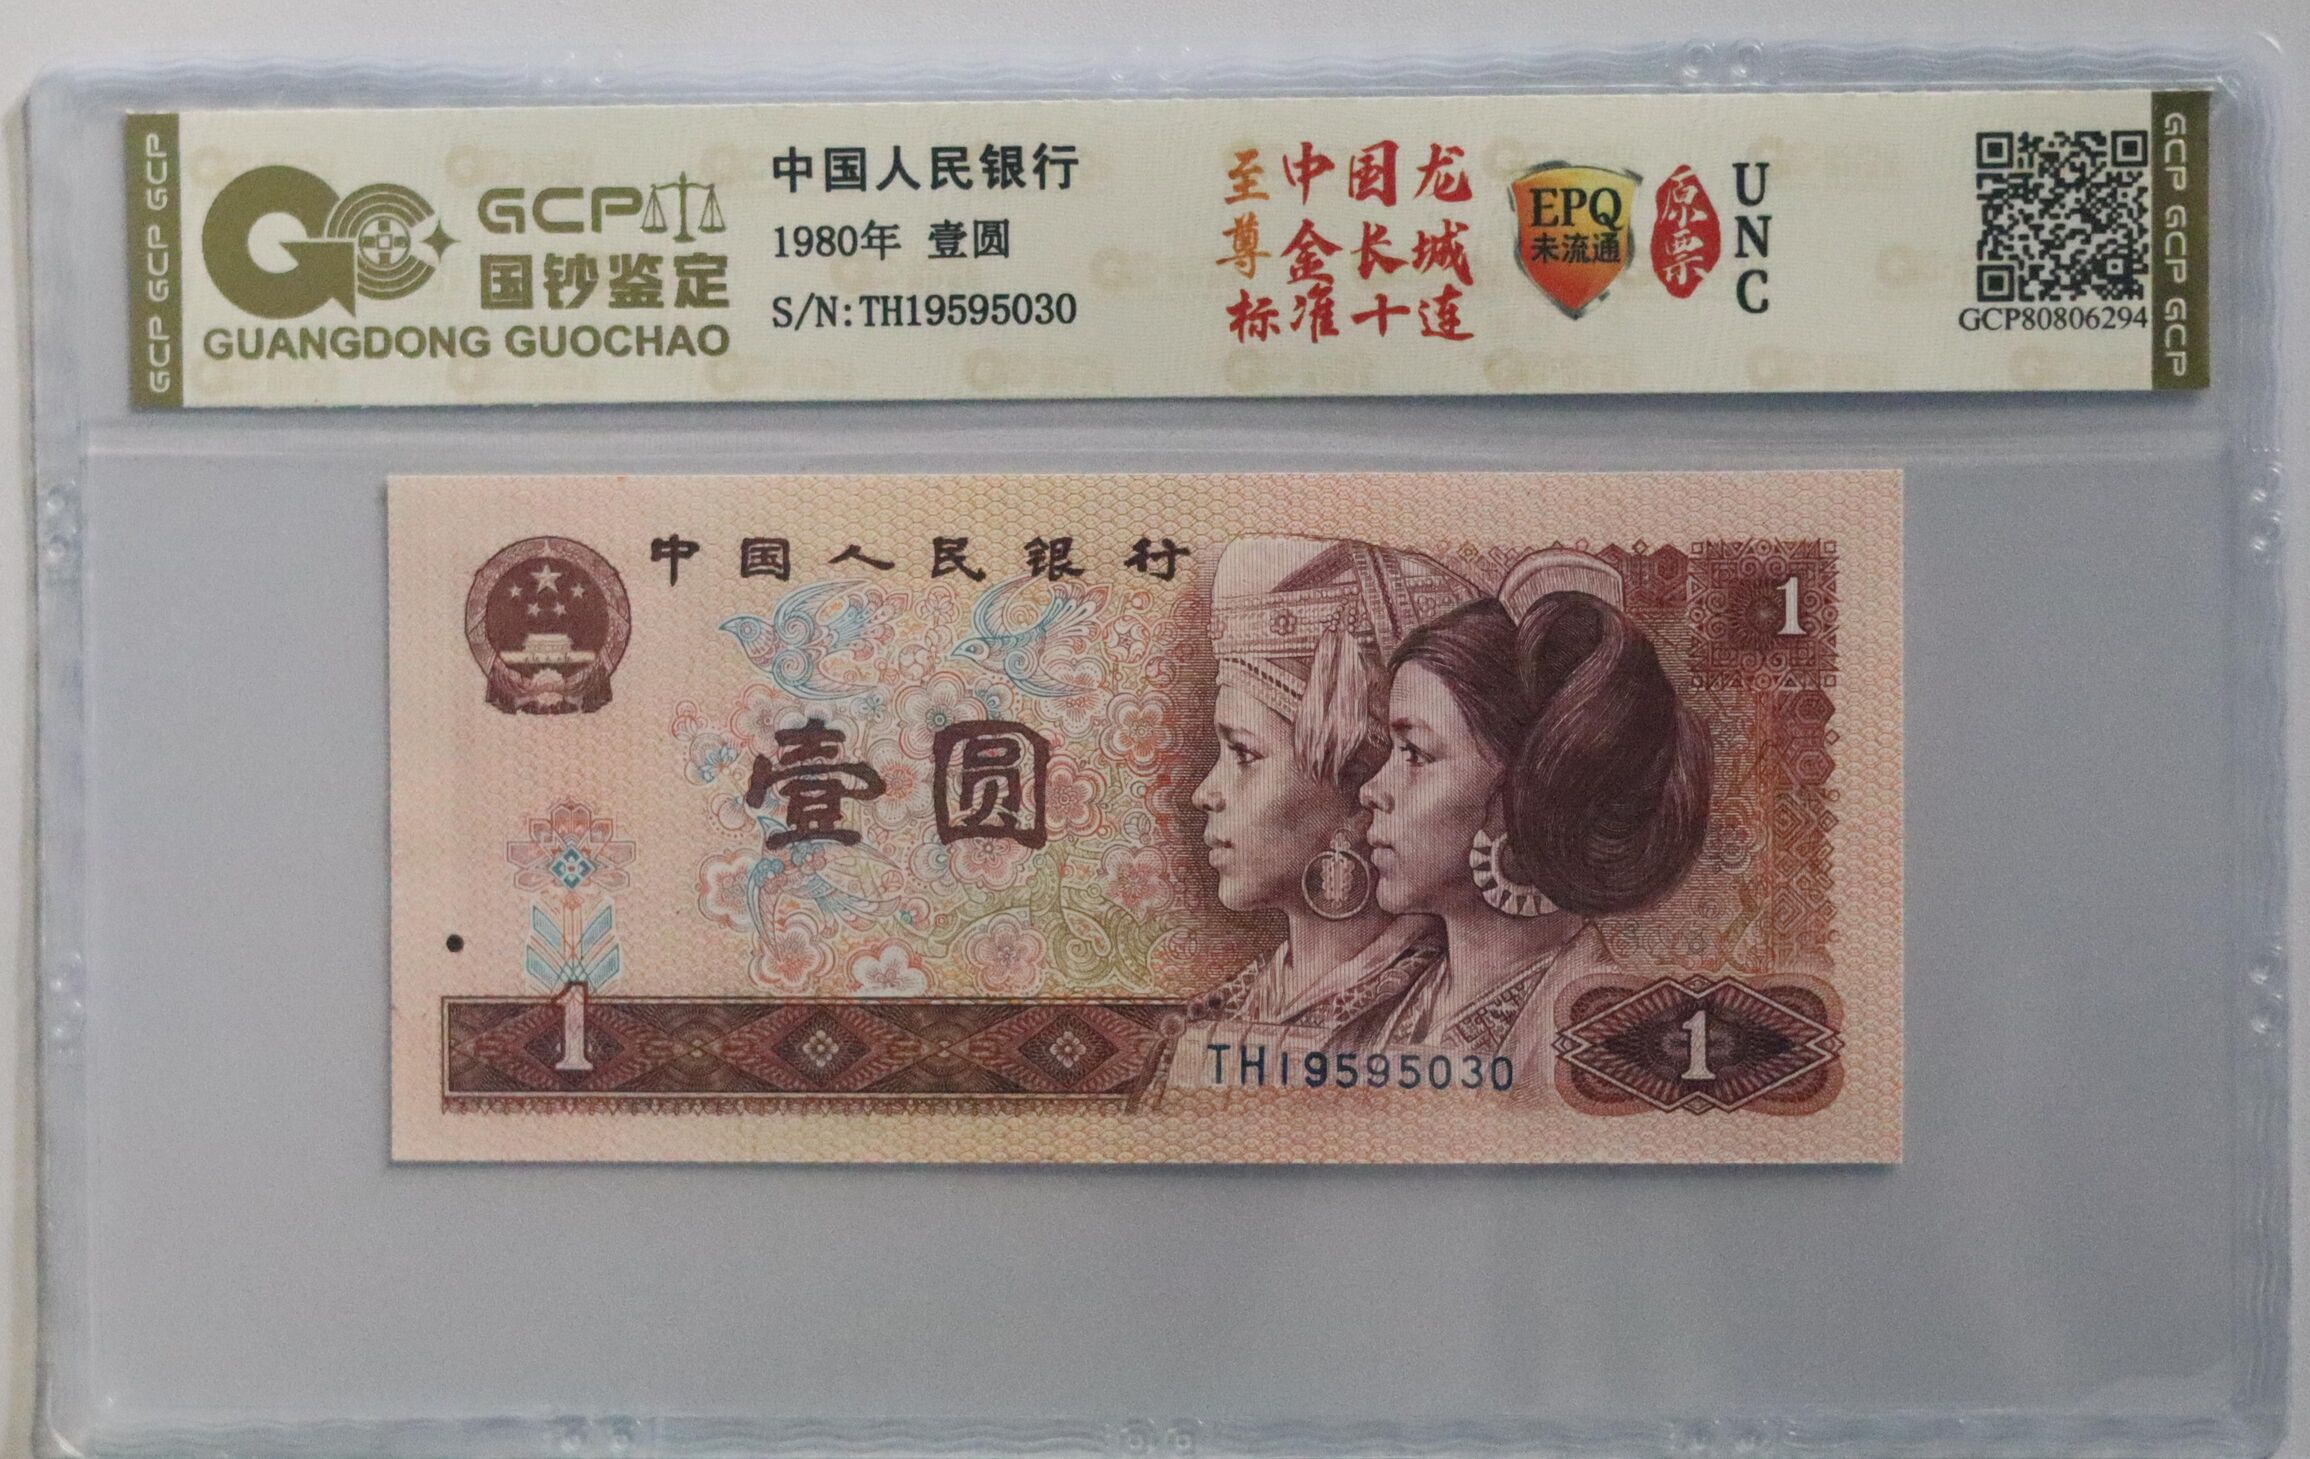 GCP GCP GCP
GCP
国钞鉴定
GUANGDONG GUOCHAO
中国人民银行
1980年 壹圆
S/N:TH19595030
至尊
中国龙
金长城
标准十连
EPQ
未流通
原票
UNC
GCP80806294
GCP GCP GCP
中国人民银行
壹圆
1
1
1
TH19595030